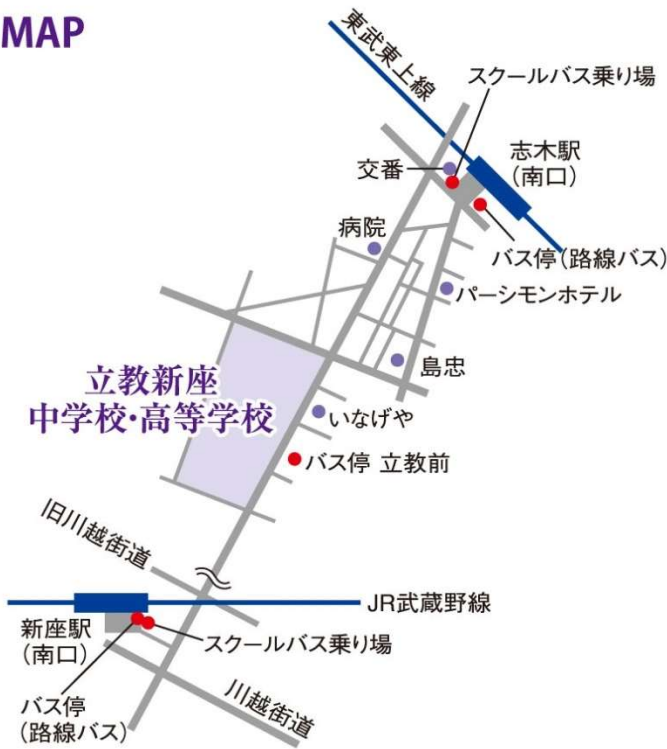 MAP
東武東上線
スクールバス乗り場
志木駅
(南口)
交番
病院
バス停(路線バス)
パーシモンホテル
島忠
立教新座
中学校・高等学校
いなげや
バス停 立教前
旧川越街道
JR武蔵野線
新座駅
(南口)
スクールバス乗り場
バス停
(路線バス)
川越街道